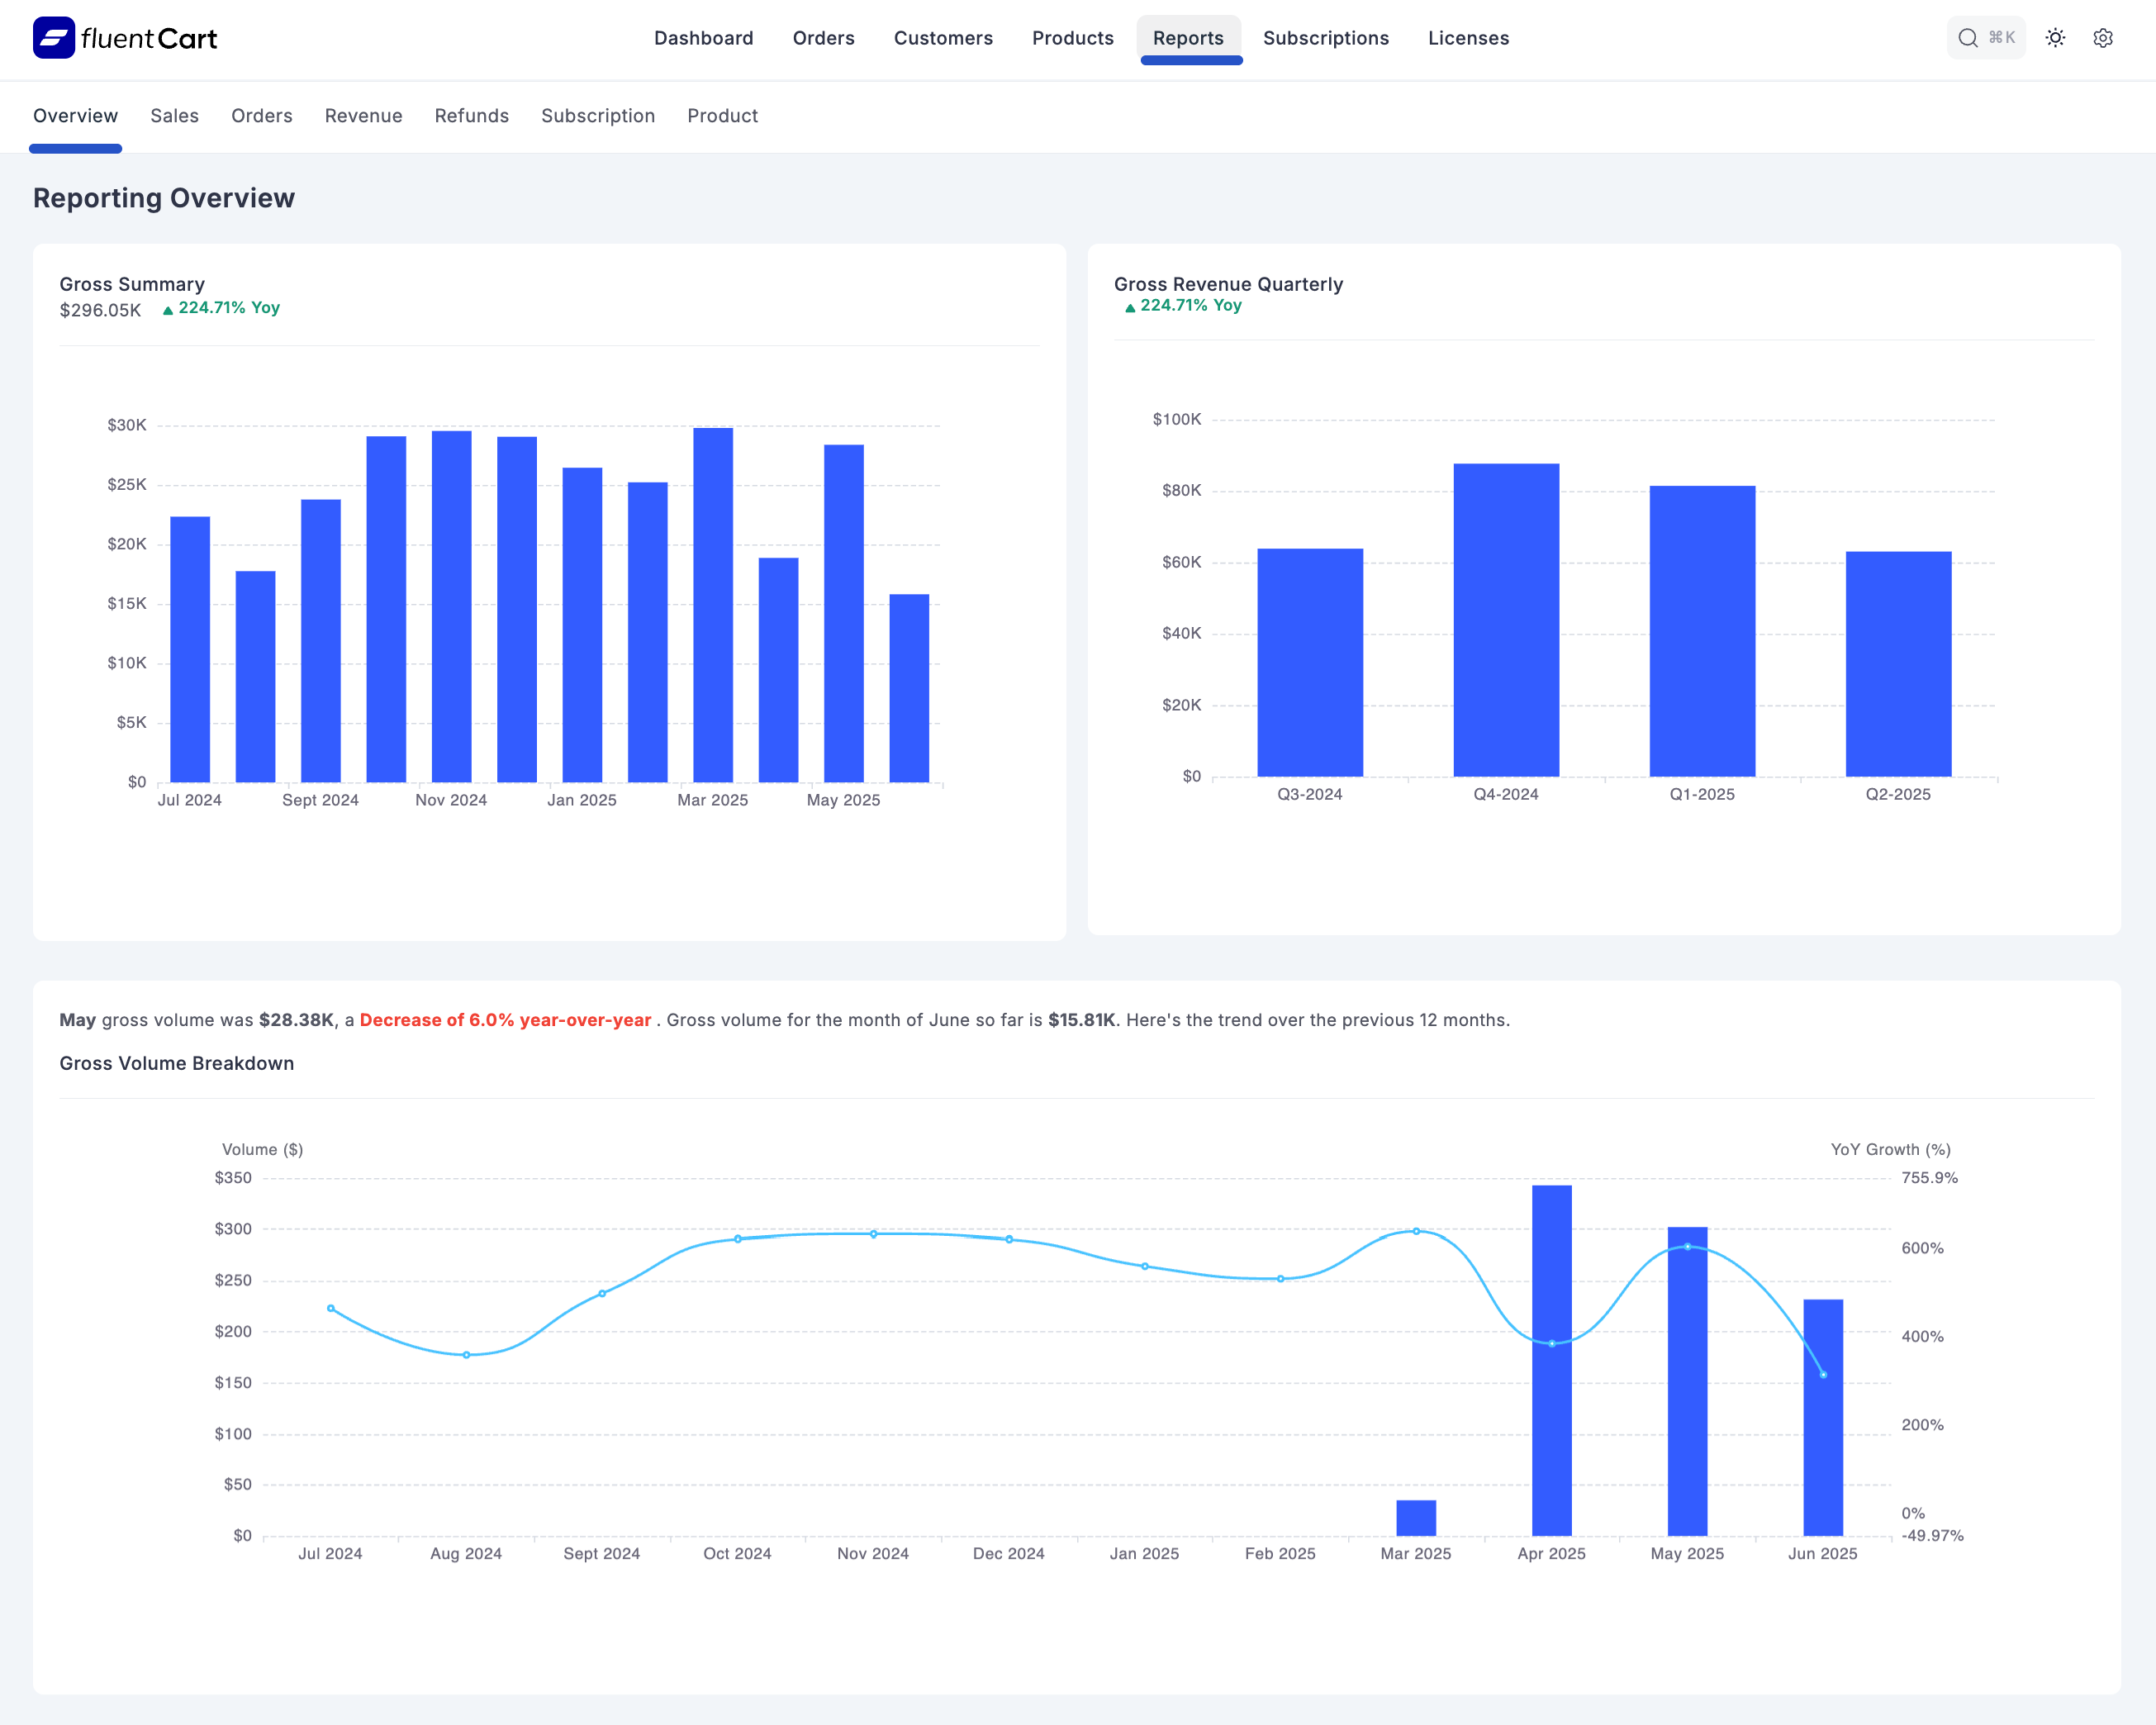 fluentCart
Dashboard Orders Customers Products Reports Subscriptions Licenses
⌘K
Overview Sales Orders Revenue Refunds Subscription Product
Reporting Overview
Gross Summary
$296.05K ▲ 224.71% Yoy
$30K
$25K
$20K
$15K
$10K
$5K
$0
Jul 2024 Sept 2024 Nov 2024 Jan 2025 Mar 2025 May 2025
Gross Revenue Quarterly
▲ 224.71% Yoy
$100K
$80K
$60K
$40K
$20K
$0
Q3-2024 Q4-2024 Q1-2025 Q2-2025
May gross volume was $28.38K, a Decrease of 6.0% year-over-year . Gross volume for the month of June so far is $15.81K. Here's the trend over the previous 12 months.
Gross Volume Breakdown
Volume ($)
$350
$300
$250
$200
$150
$100
$50
$0
YoY Growth (%)
755.9%
600%
400%
200%
0%
-49.97%
Jul 2024 Aug 2024 Sept 2024 Oct 2024 Nov 2024 Dec 2024 Jan 2025 Feb 2025 Mar 2025 Apr 2025 May 2025 Jun 2025